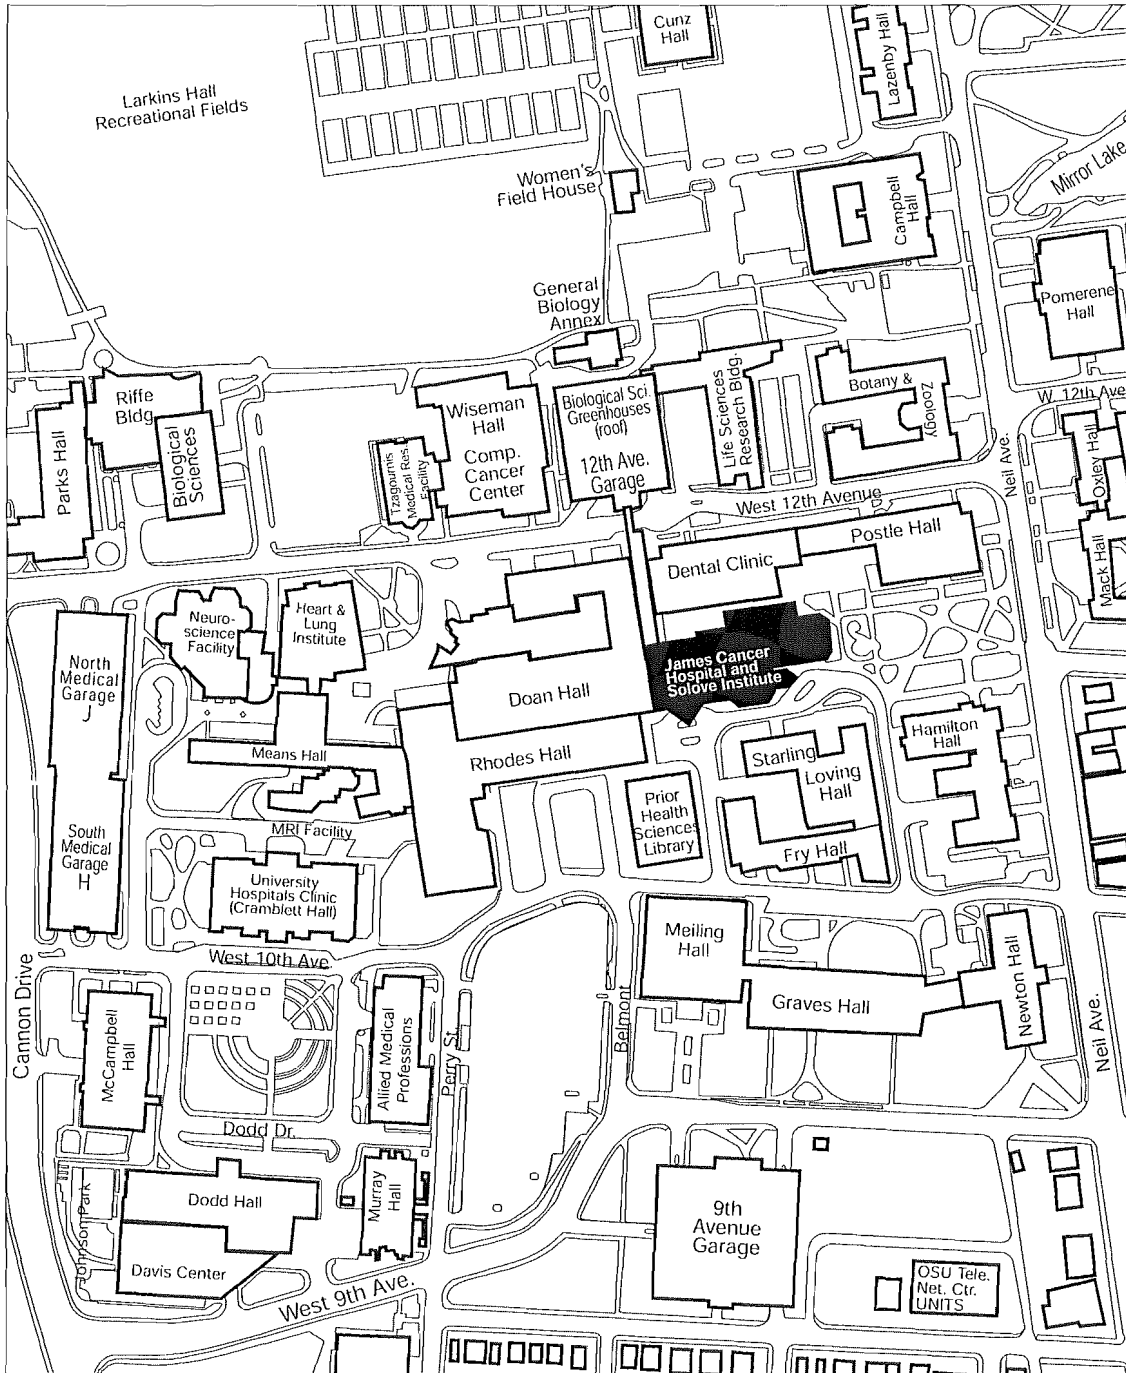 Cunz
Hall
Lazenby Hall
Larkins Hall
Recreational Fields
Women's
Field House
Campbell
Hall
Mirror Lake
General
Biology
Annex
Pomerene
Hall
Riffe
Bldg.
Parks Hall
Biological
Sciences
Wiseman
Hall
Comp.
Cancer
Center
Tzagournis
Medical Res.
Facility
Biological Sci.
Greenhouses
(roof)
12th Ave.
Garage
Life Sciences
Research Bldg.
Botany &
Zoology
W. 12th Ave
Neil Ave.
Oxley Hall
Mack Hall
West 12th Avenue
Postle Hall
Dental Clinic
Neuro-
science
Facility
Heart &
Lung
Institute
North
Medical
Garage
J
Doan Hall
James Cancer
Hospital and
Solove Institute
Means Hall
Rhodes Hall
Starling
Loving
Hall
Hamilton
Hall
Prior
Health
Sciences
Library
Fry Hall
MRI Facility
South
Medical
Garage
H
University
Hospitals Clinic
(Cramblett Hall)
West 10th Ave
Cannon Drive
Meiling
Hall
Graves Hall
Newton Hall
Neil Ave.
Belmont
McCampbell
Hall
Allied Medical
Professions
Perry St.
Dodd Dr.
Dodd Hall
Murray
Hall
Johnson Park
Davis Center
West 9th Ave.
9th
Avenue
Garage
OSU Tele.
Net. Ctr.
UNITS